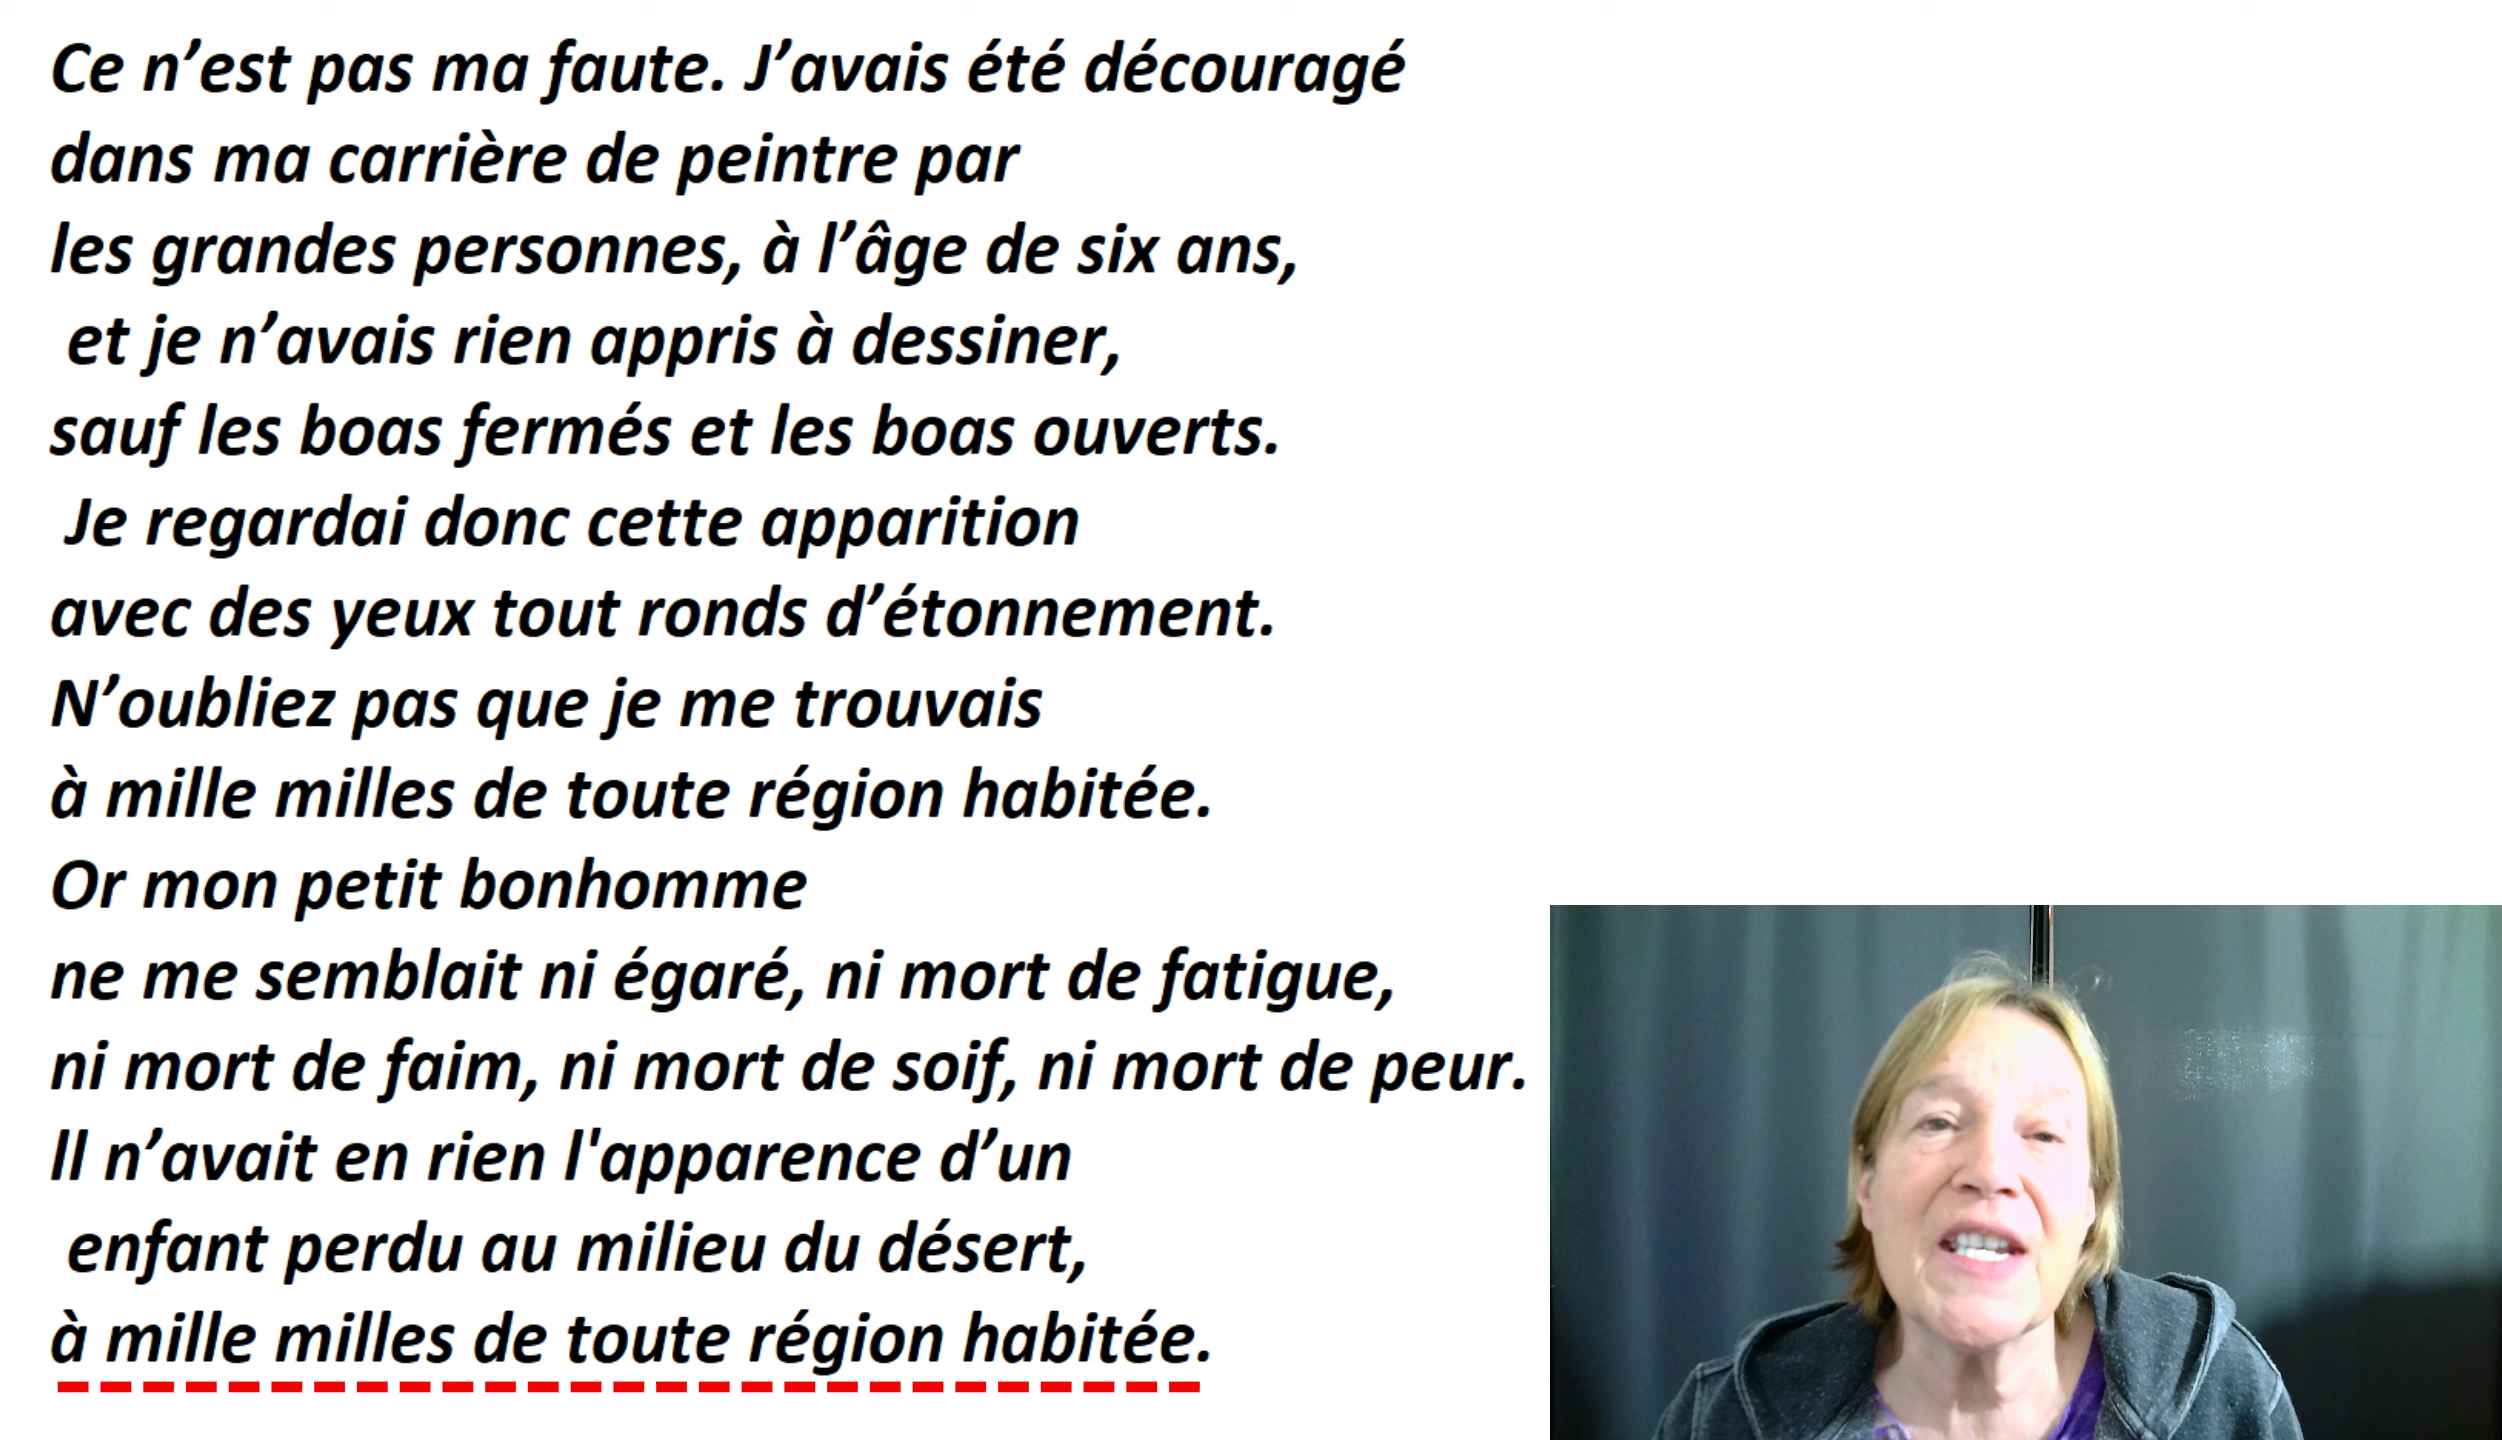 Ce n’est pas ma faute. J’avais été découragé
dans ma carrière de peintre par
les grandes personnes, à l’âge de six ans,
et je n’avais rien appris à dessiner,
sauf les boas fermés et les boas ouverts.
Je regardai donc cette apparition
avec des yeux tout ronds d’étonnement.
N’oubliez pas que je me trouvais
à mille milles de toute région habitée.
Or mon petit bonhomme
ne me semblait ni égaré, ni mort de fatigue,
ni mort de faim, ni mort de soif, ni mort de peur.
Il n’avait en rien l'apparence d’un
enfant perdu au milieu du désert,
à mille milles de toute région habitée.